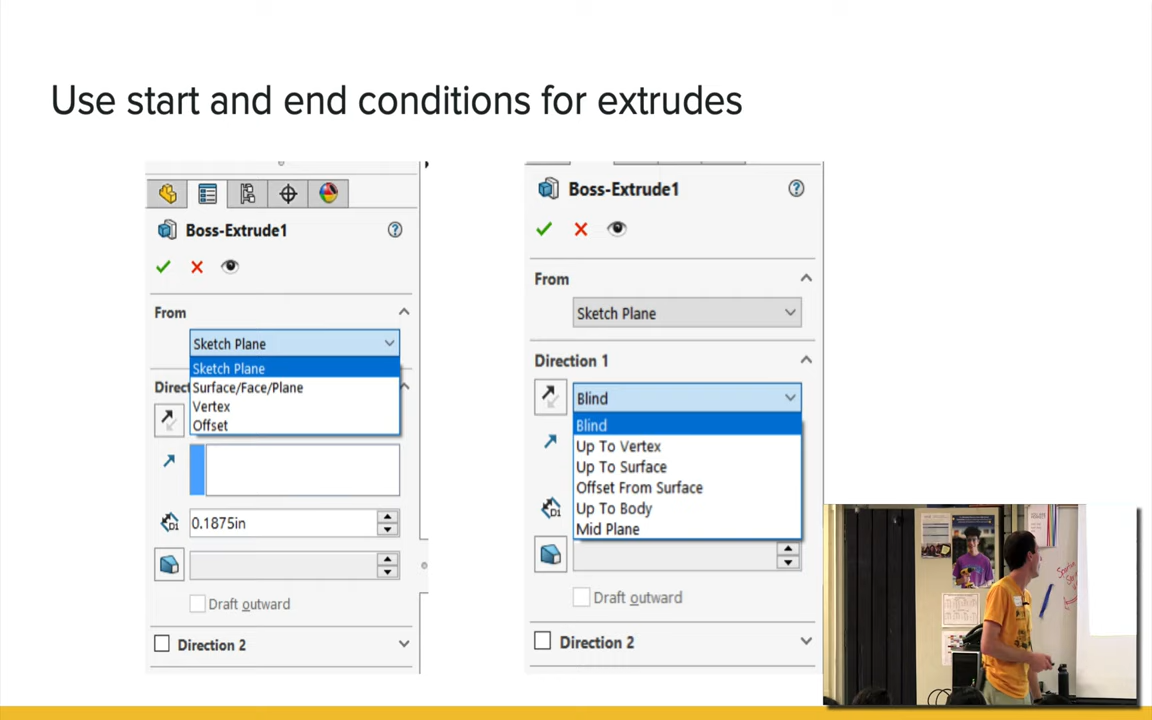 Use start and end conditions for extrudes
Boss-Extrude1
From
Sketch Plane
Sketch Plane
Surface/Face/Plane
Vertex
Offset
Direc
0.1875in
Draft outward
Direction 2
Boss-Extrude1
From
Sketch Plane
Direction 1
Blind
Blind
Up To Vertex
Up To Surface
Offset From Surface
Up To Body
Mid Plane
Draft outward
Direction 2